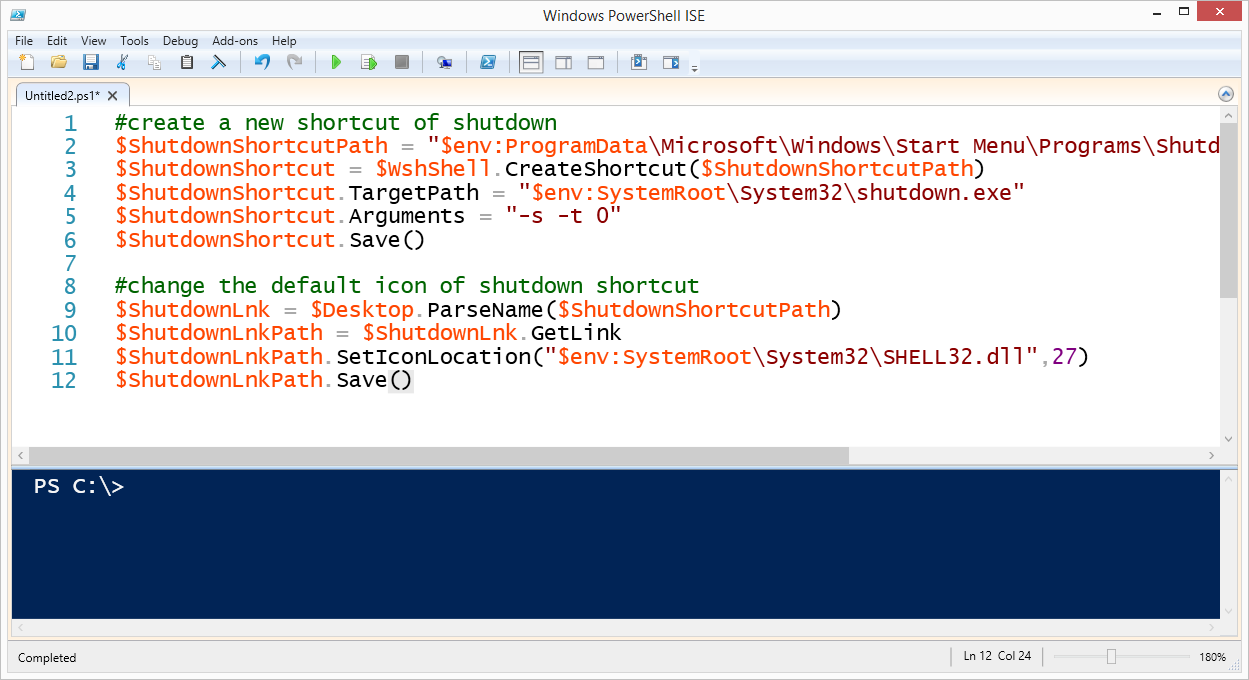 Windows PowerShell ISE
File Edit View Tools Debug Add-ons Help
Untitled2.ps1*
1 #create a new shortcut of shutdown
2 $ShutdownShortcutPath = "$env:ProgramData\Microsoft\Windows\Start Menu\Programs\Shutd
3 $ShutdownShortcut = $WshShell.CreateShortcut($ShutdownShortcutPath)
4 $ShutdownShortcut.TargetPath = "$env:SystemRoot\System32\shutdown.exe"
5 $ShutdownShortcut.Arguments = "-s -t 0"
6 $ShutdownShortcut.Save()
7
8 #change the default icon of shutdown shortcut
9 $ShutdownLnk = $Desktop.ParseName($ShutdownShortcutPath)
10 $ShutdownLnkPath = $ShutdownLnk.GetLink
11 $ShutdownLnkPath.SetIconLocation("$env:SystemRoot\System32\SHELL32.dll",27)
12 $ShutdownLnkPath.Save()
PS C:\>
Completed Ln 12 Col 24 180%